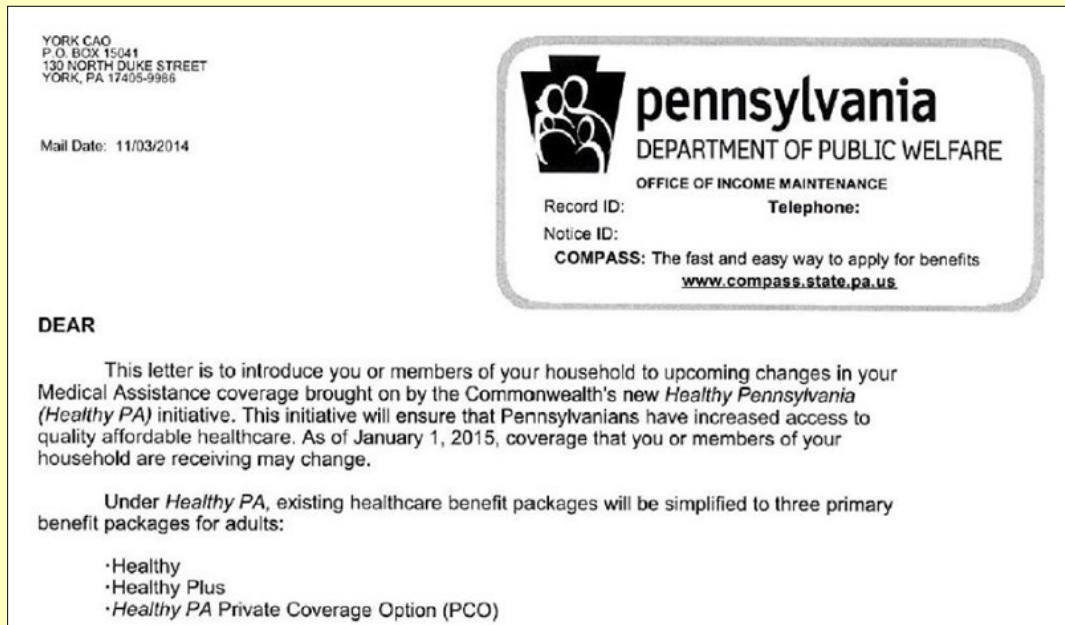 YORK CAO
P.O. BOX 15041
130 NORTH DUKE STREET
YORK, PA 17405-9986
Mail Date: 11/03/2014
pennsylvania
DEPARTMENT OF PUBLIC WELFARE
OFFICE OF INCOME MAINTENANCE
Record ID: Telephone:
Notice ID:
COMPASS: The fast and easy way to apply for benefits
www.compass.state.pa.us
DEAR
This letter is to introduce you or members of your household to upcoming changes in your
Medical Assistance coverage brought on by the Commonwealth's new Healthy Pennsylvania
(Healthy PA) initiative. This initiative will ensure that Pennsylvanians have increased access to
quality affordable healthcare. As of January 1, 2015, coverage that you or members of your
household are receiving may change.
Under Healthy PA, existing healthcare benefit packages will be simplified to three primary
benefit packages for adults:
·Healthy
·Healthy Plus
·Healthy PA Private Coverage Option (PCO)